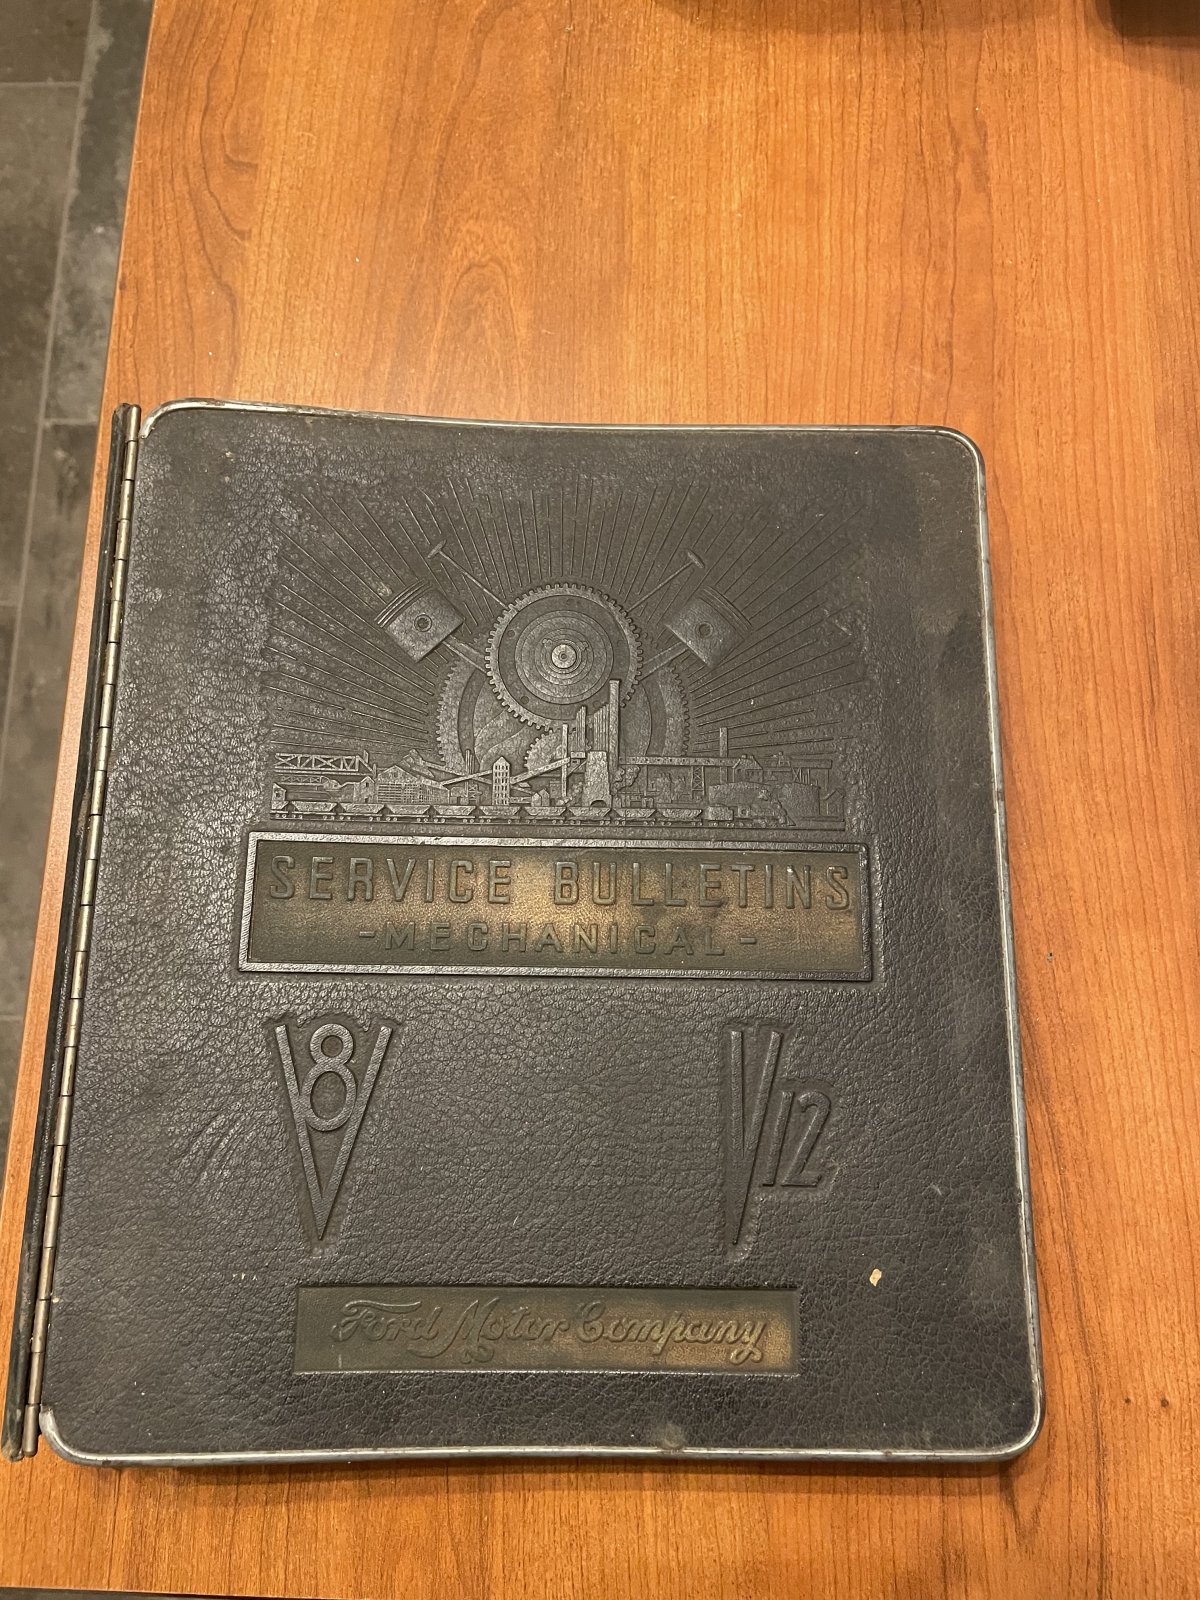 SERVICE BULLETINS
-MECHANICAL-
V8
V12
Ford Motor Company